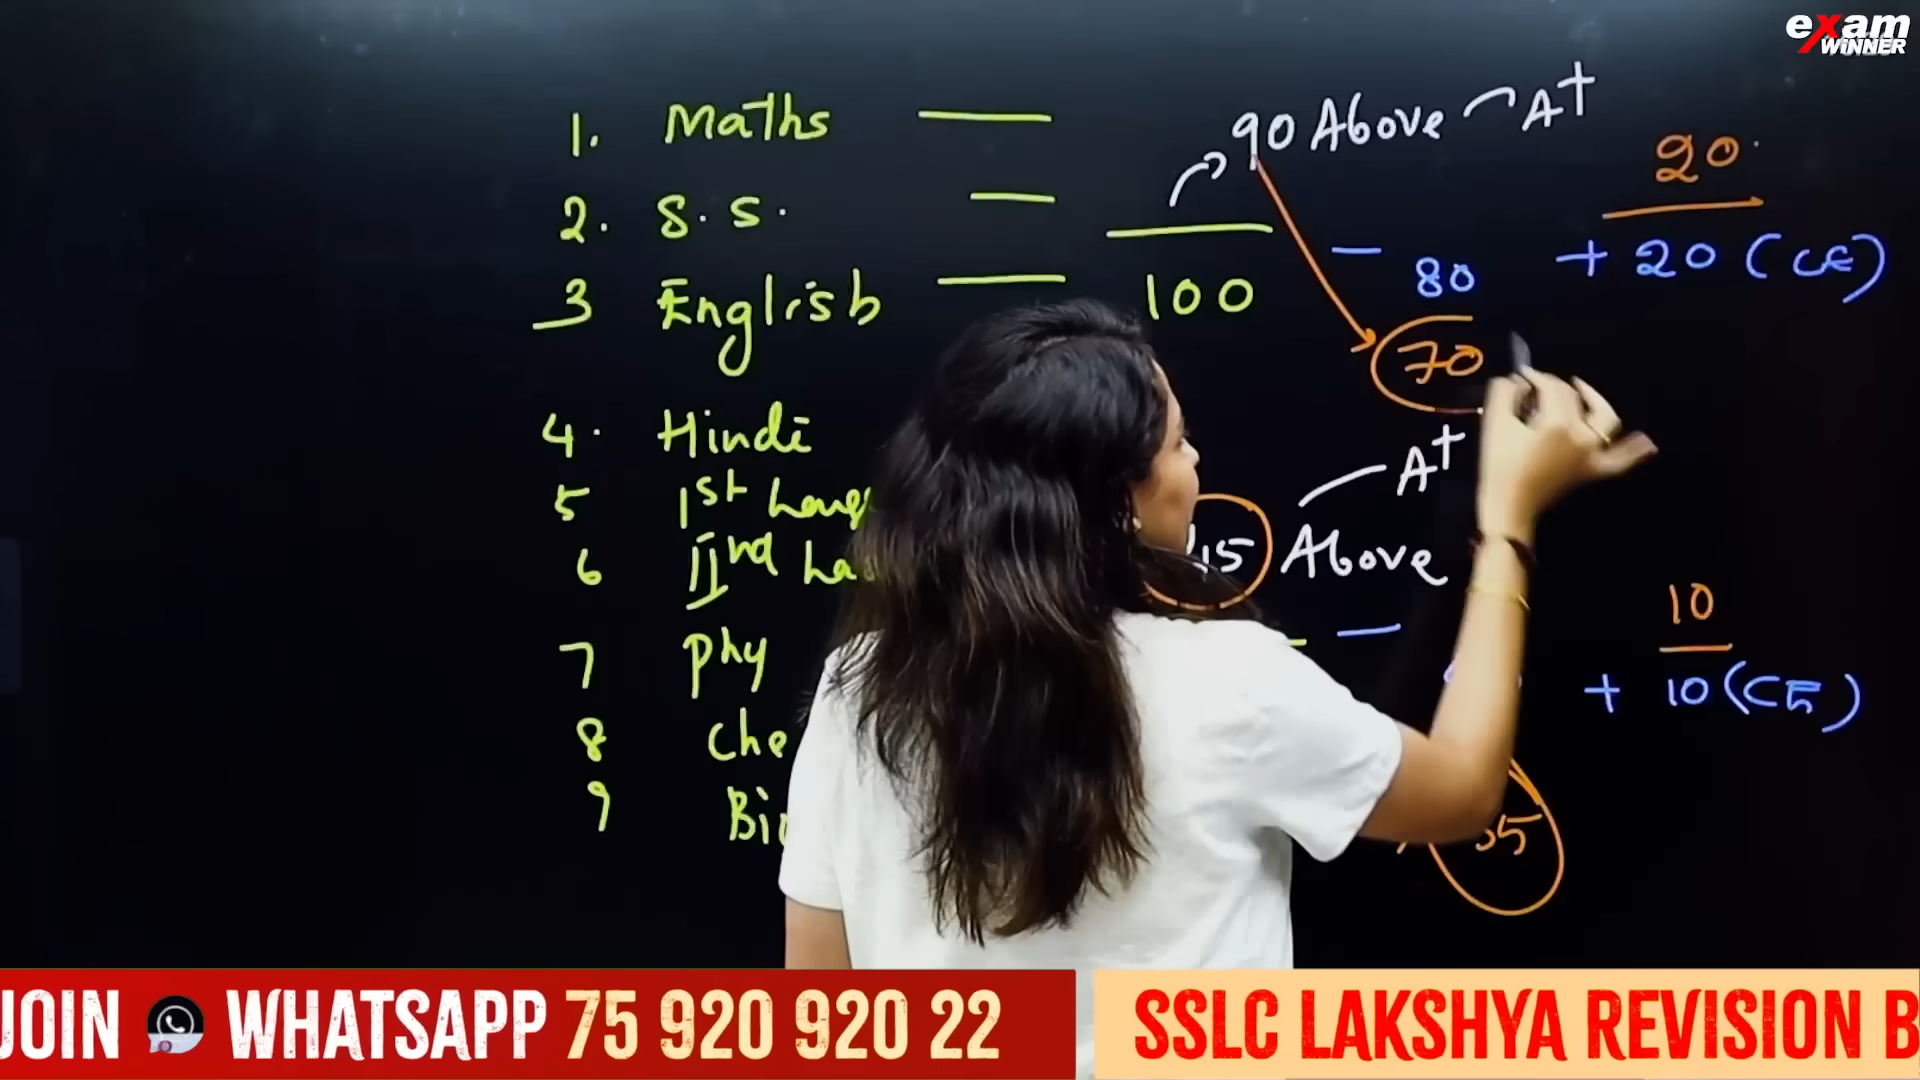 exam
WINNER
1. Maths
90 Above A+
20
2. S. S.
80 + 20 (CE)
3 English
100
70
4. Hindi
A+
5 1st
6 IInd
15 Above
10
7 Phy
+ 10 (CE)
8 Che
9 Bio
35
JOIN WHATSAPP 75 920 920 22
SSLC LAKSHYA REVISION B